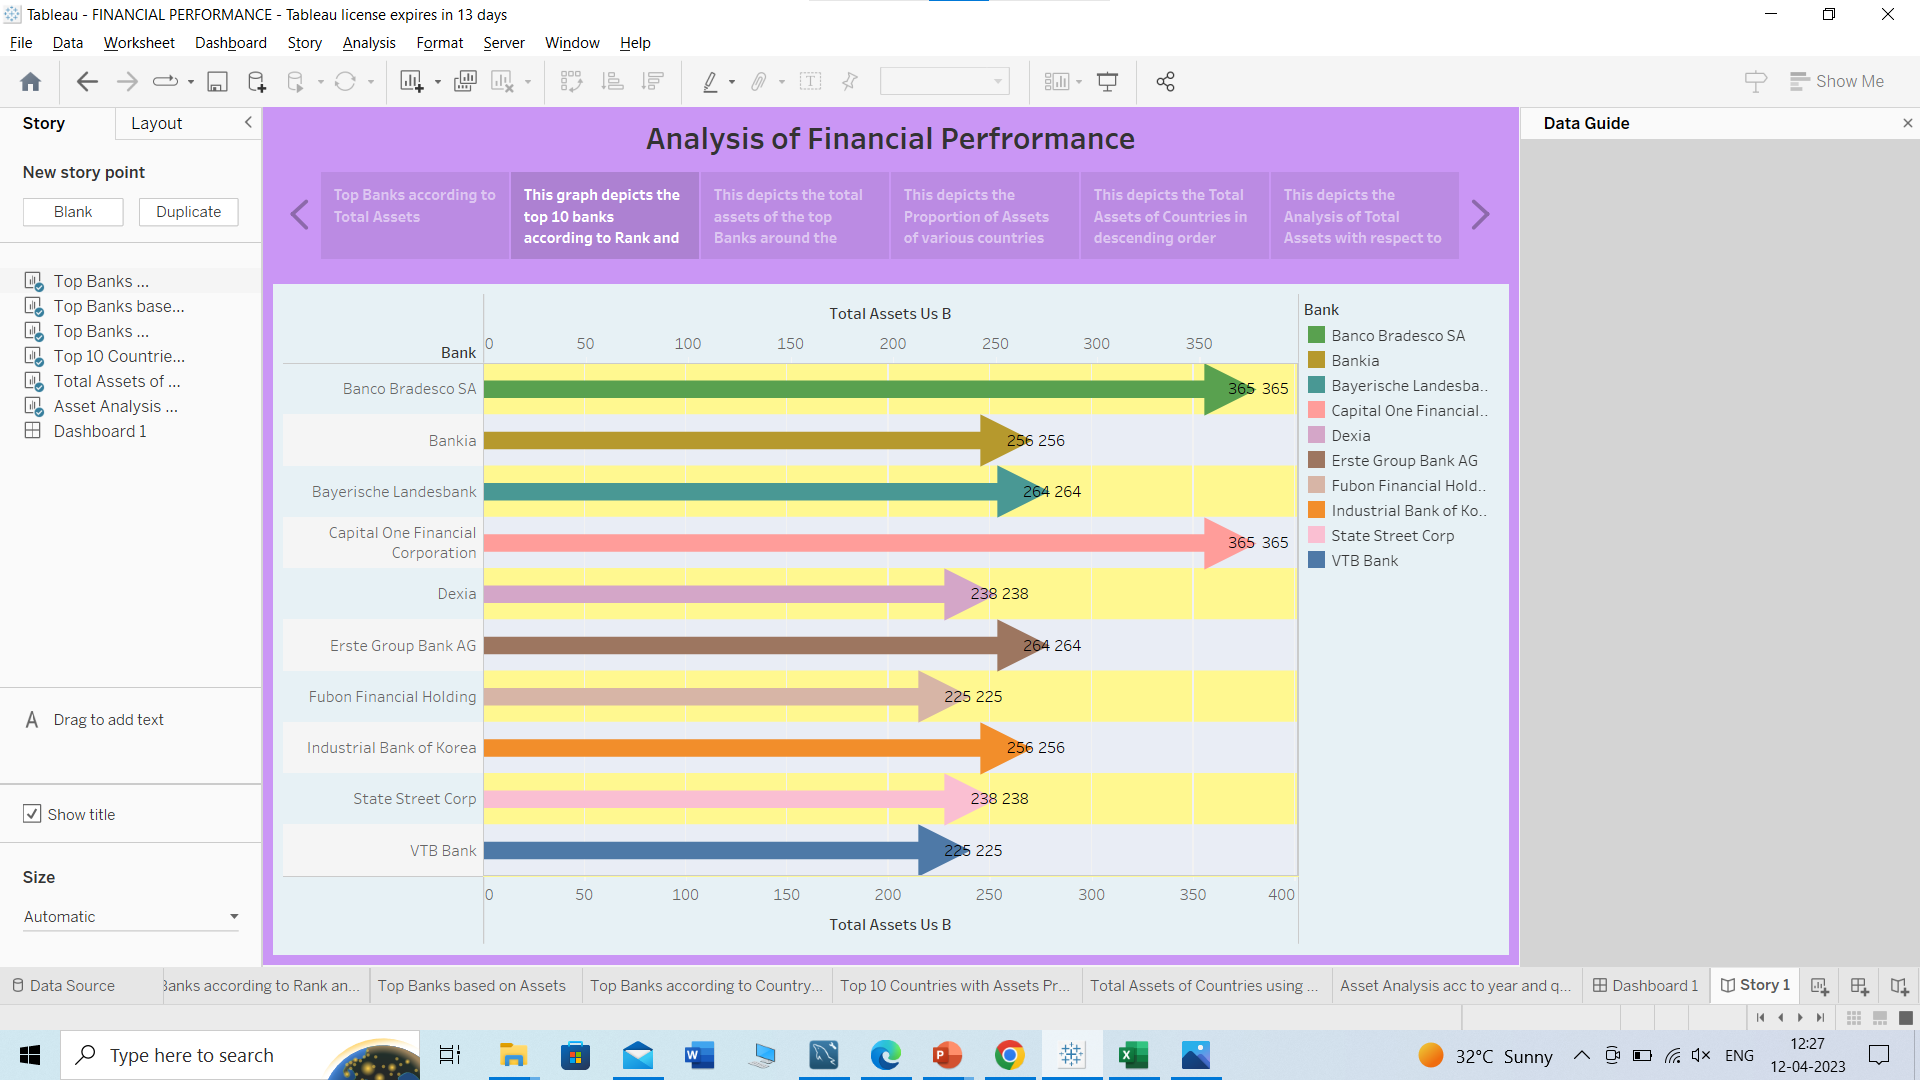 Tableau - FINANCIAL PERFORMANCE - Tableau license expires in 13 days
File Data Worksheet Dashboard Story Analysis Format Server Window Help
Show Me
Story Layout
New story point
Blank Duplicate
Top Banks ...
Top Banks base...
Top Banks ...
Top 10 Countrie...
Total Assets of ...
Asset Analysis ...
Dashboard 1
A Drag to add text
Show title
Size
Automatic
Analysis of Financial Perfrormance
Top Banks according to
Total Assets
This graph depicts the
top 10 banks
according to Rank and
This depicts the total
assets of the top
Banks around the
This depicts the
Proportion of Assets
of various countries
This depicts the Total
Assets of Countries in
descending order
This depicts the
Analysis of Total
Assets with respect to
Total Assets Us B
Bank 0 50 100 150 200 250 300 350
Banco Bradesco SA 365 365
Bankia 256 256
Bayerische Landesbank 264 264
Capital One Financial
Corporation 365 365
Dexia 238 238
Erste Group Bank AG 264 264
Fubon Financial Holding 225 225
Industrial Bank of Korea 256 256
State Street Corp 238 238
VTB Bank 225 225
0 50 100 150 200 250 300 350 400
Total Assets Us B
Bank
Banco Bradesco SA
Bankia
Bayerische Landesba..
Capital One Financial..
Dexia
Erste Group Bank AG
Fubon Financial Hold..
Industrial Bank of Ko..
State Street Corp
VTB Bank
Data Guide
Data Source Banks according to Rank an... Top Banks based on Assets Top Banks according to Country... Top 10 Countries with Assets Pr... Total Assets of Countries using ... Asset Analysis acc to year and q... Dashboard 1 Story 1
Type here to search
32°C Sunny
ENG
12:27
12-04-2023